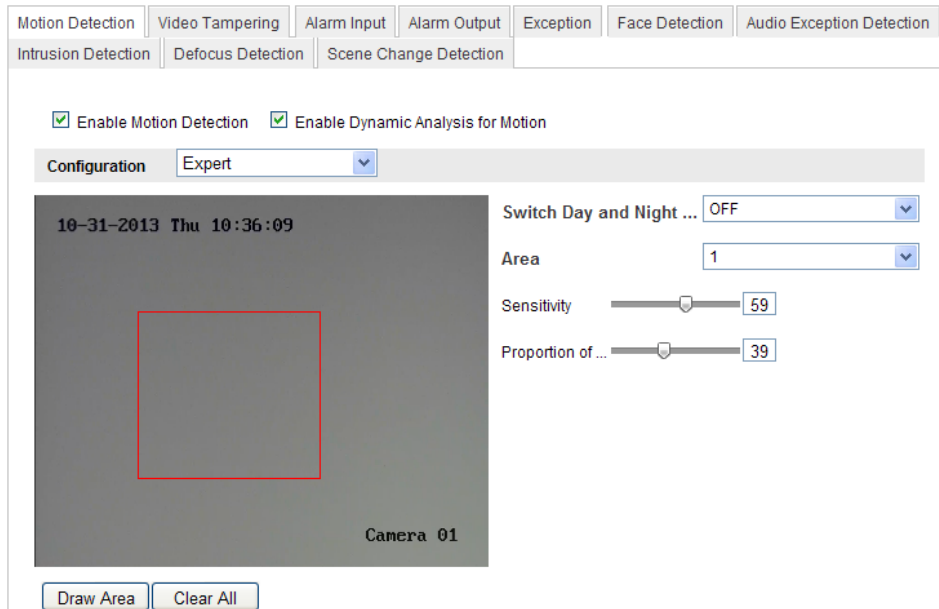 Motion Detection Video Tampering Alarm Input Alarm Output Exception Face Detection Audio Exception Detection
Intrusion Detection Defocus Detection Scene Change Detection
Enable Motion Detection Enable Dynamic Analysis for Motion
Configuration Expert
10-31-2013 Thu 10:36:09
Camera 01
Switch Day and Night ... OFF
Area 1
Sensitivity 59
Proportion of ... 39
Draw Area Clear All